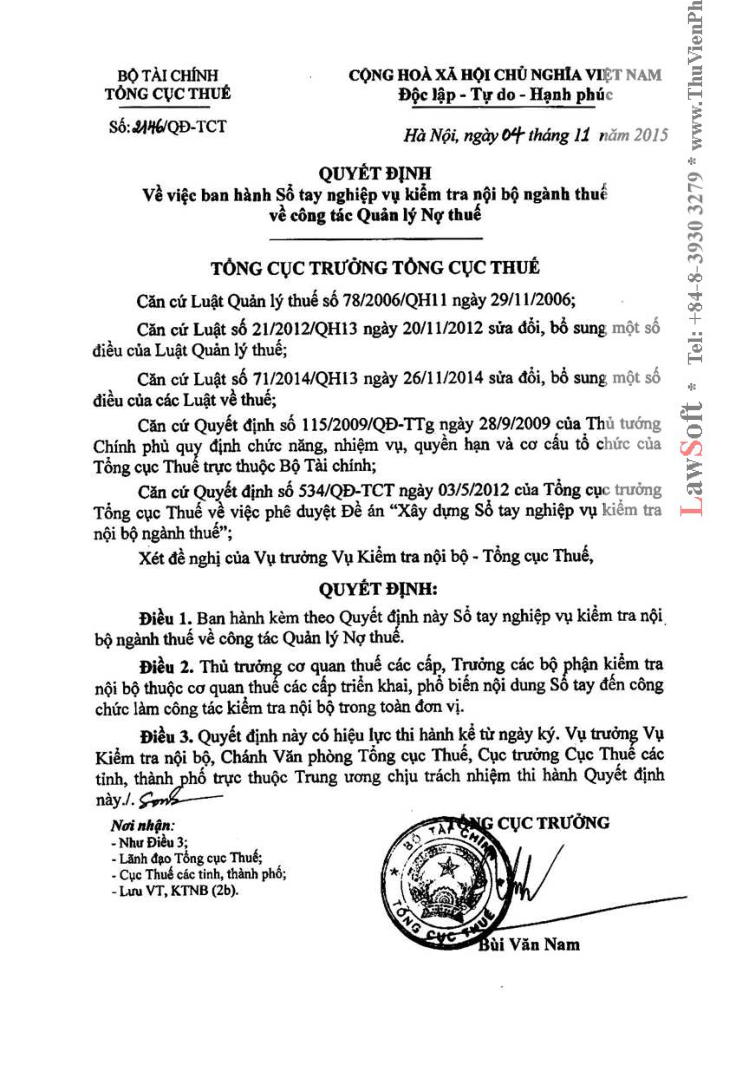 BỘ TÀI CHÍNH
TỔNG CỤC THUẾ
Số: 2146/QĐ-TCT
CỘNG HOÀ XÃ HỘI CHỦ NGHĨA VIỆT NAM
Độc lập - Tự do - Hạnh phúc
Hà Nội, ngày 04 tháng 11 năm 2015
QUYẾT ĐỊNH
Về việc ban hành Sổ tay nghiệp vụ kiểm tra nội bộ ngành thuế
về công tác Quản lý Nợ thuế
TỔNG CỤC TRƯỞNG TỔNG CỤC THUẾ
Căn cứ Luật Quản lý thuế số 78/2006/QH11 ngày 29/11/2006;
Căn cứ Luật số 21/2012/QH13 ngày 20/11/2012 sửa đổi, bổ sung một số
điều của Luật Quản lý thuế;
Căn cứ Luật số 71/2014/QH13 ngày 26/11/2014 sửa đổi, bổ sung một số
điều của các Luật về thuế;
Căn cứ Quyết định số 115/2009/QĐ-TTg ngày 28/9/2009 của Thủ tướng
Chính phủ quy định chức năng, nhiệm vụ, quyền hạn và cơ cấu tổ chức của
Tổng cục Thuế trực thuộc Bộ Tài chính;
Căn cứ Quyết định số 534/QĐ-TCT ngày 03/5/2012 của Tổng cục trưởng
Tổng cục Thuế về việc phê duyệt Đề án “Xây dựng Sổ tay nghiệp vụ kiểm tra
nội bộ ngành thuế”;
Xét đề nghị của Vụ trưởng Vụ Kiểm tra nội bộ - Tổng cục Thuế,
QUYẾT ĐỊNH:
Điều 1. Ban hành kèm theo Quyết định này Sổ tay nghiệp vụ kiểm tra nội
bộ ngành thuế về công tác Quản lý Nợ thuế.
Điều 2. Thủ trưởng cơ quan thuế các cấp, Trưởng các bộ phận kiểm tra
nội bộ thuộc cơ quan thuế các cấp triển khai, phổ biến nội dung Sổ tay đến công
chức làm công tác kiểm tra nội bộ trong toàn đơn vị.
Điều 3. Quyết định này có hiệu lực thi hành kể từ ngày ký. Vụ trưởng Vụ
Kiểm tra nội bộ, Chánh Văn phòng Tổng cục Thuế, Cục trưởng Cục Thuế các
tỉnh, thành phố trực thuộc Trung ương chịu trách nhiệm thi hành Quyết định
này./.
Nơi nhận:
- Như Điều 3;
- Lãnh đạo Tổng cục Thuế;
- Cục Thuế các tỉnh, thành phố;
- Lưu VT, KTNB (2b).
TỔNG CỤC TRƯỞNG
BỘ TÀI CHÍNH
TỔNG CỤC THUẾ
Bùi Văn Nam
LawSoft * Tel: +84-8-3930 3279 * www.ThuVienPh